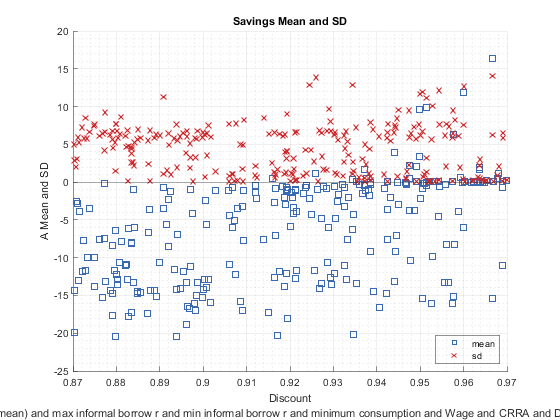 Savings Mean and SD
20
15
10
5
0
-5
-10
-15
-20
-25
A Mean and SD
0.87 0.88 0.89 0.9 0.91 0.92 0.93 0.94 0.95 0.96 0.97
Discount
mean
sd
mean) and max informal borrow r and min informal borrow r and minimum consumption and Wage and CRRA and